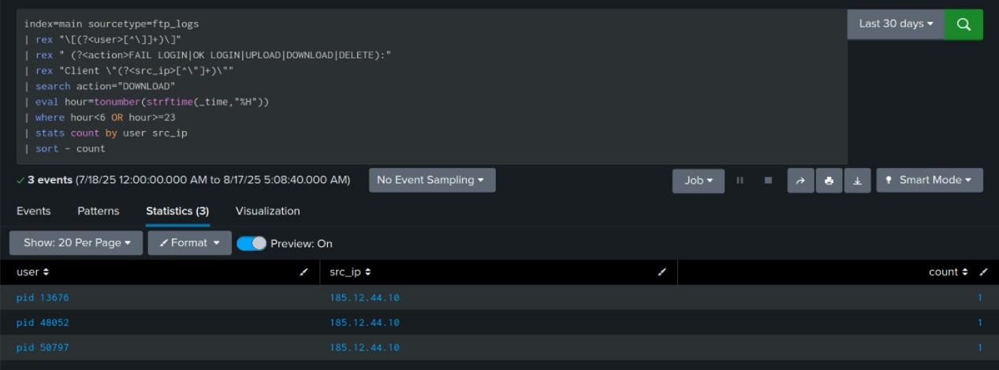 index=main sourcetype=ftp_logs
| rex "\[(?<user>[^\]]+)\]"
| rex " (?<action>FAIL LOGIN|OK LOGIN|UPLOAD|DOWNLOAD|DELETE):"
| rex "Client \"(?<src_ip>[^\"]+)\""
| search action="DOWNLOAD"
| eval hour=tonumber(strftime(_time,"%H"))
| where hour<6 OR hour>=23
| stats count by user src_ip
| sort - count
Last 30 days
3 events (7/18/25 12:00:00.000 AM to 8/17/25 5:08:40.000 AM) No Event Sampling Job Smart Mode
Events Patterns Statistics (3) Visualization
Show: 20 Per Page Format Preview: On
user src_ip count
pid 13676 185.12.44.10 1
pid 48052 185.12.44.10 1
pid 50797 185.12.44.10 1